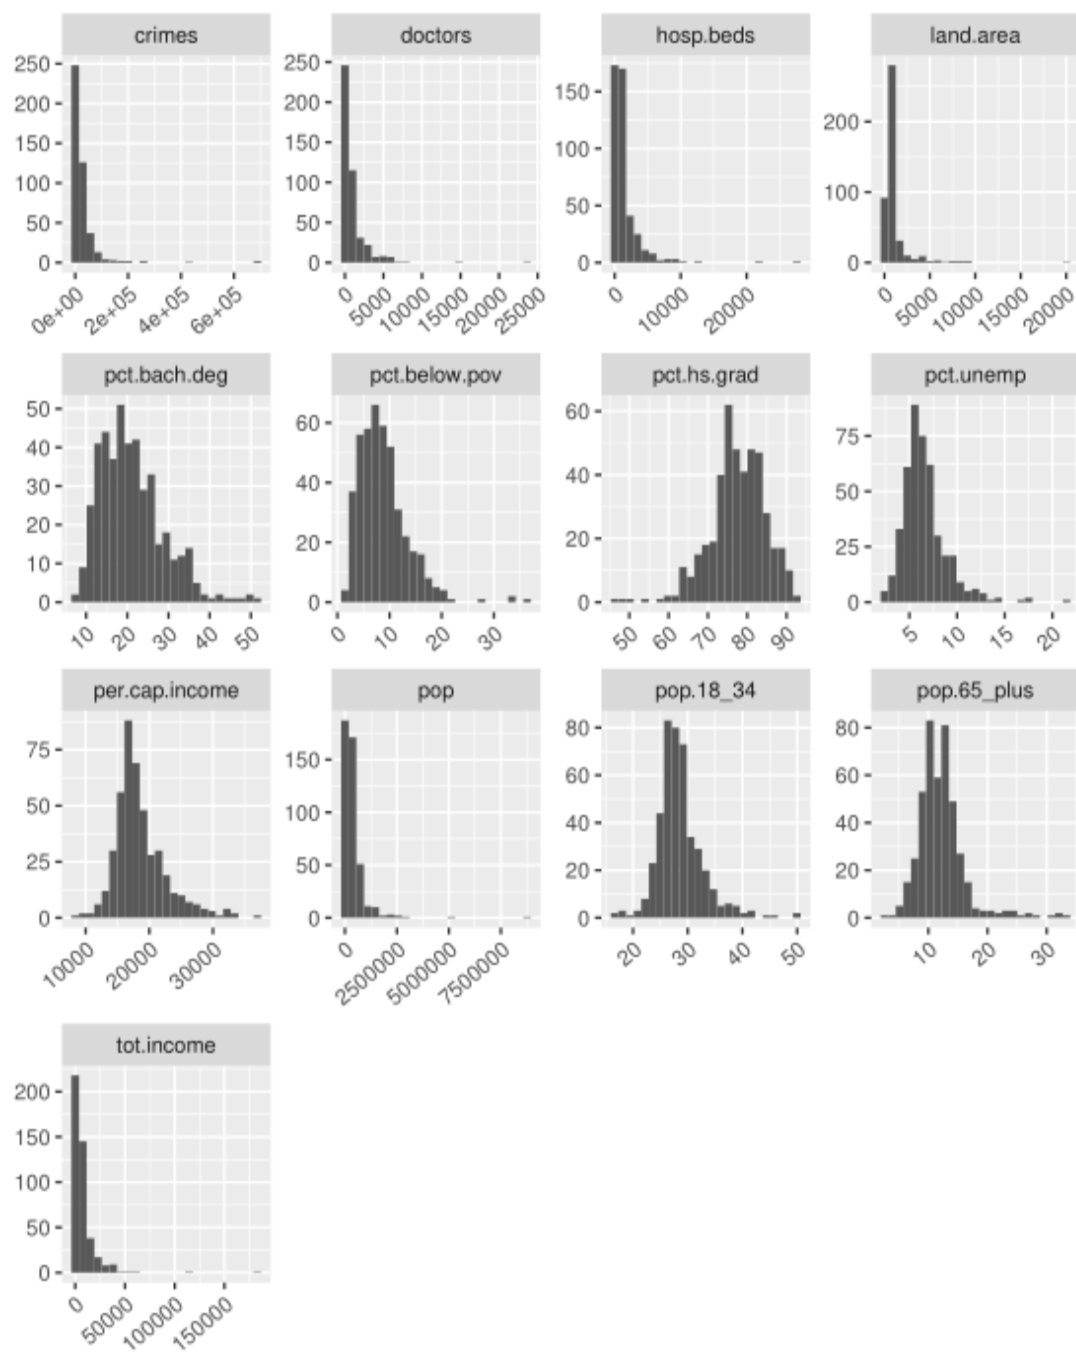 crimes doctors hosp.beds land.area
250 200 150 100 50 0
250 200 150 100 50 0
150 100 50 0
200 100 0
0e+00 2e+05 4e+05 6e+05
0 5000 10000 15000 20000 25000
0 10000 20000
0 5000 10000 15000 20000
pct.bach.deg pct.below.pov pct.hs.grad pct.unemp
50 40 30 20 10 0
60 40 20 0
60 40 20 0
75 50 25 0
10 20 30 40 50
0 10 20 30
50 60 70 80 90
5 10 15 20
per.cap.income pop pop.18_34 pop.65_plus
75 50 25 0
150 100 50 0
80 60 40 20 0
80 60 40 20 0
10000 20000 30000
0 2500000 5000000 7500000
20 30 40 50
10 20 30
tot.income
200 150 100 50 0
0 50000 100000 150000